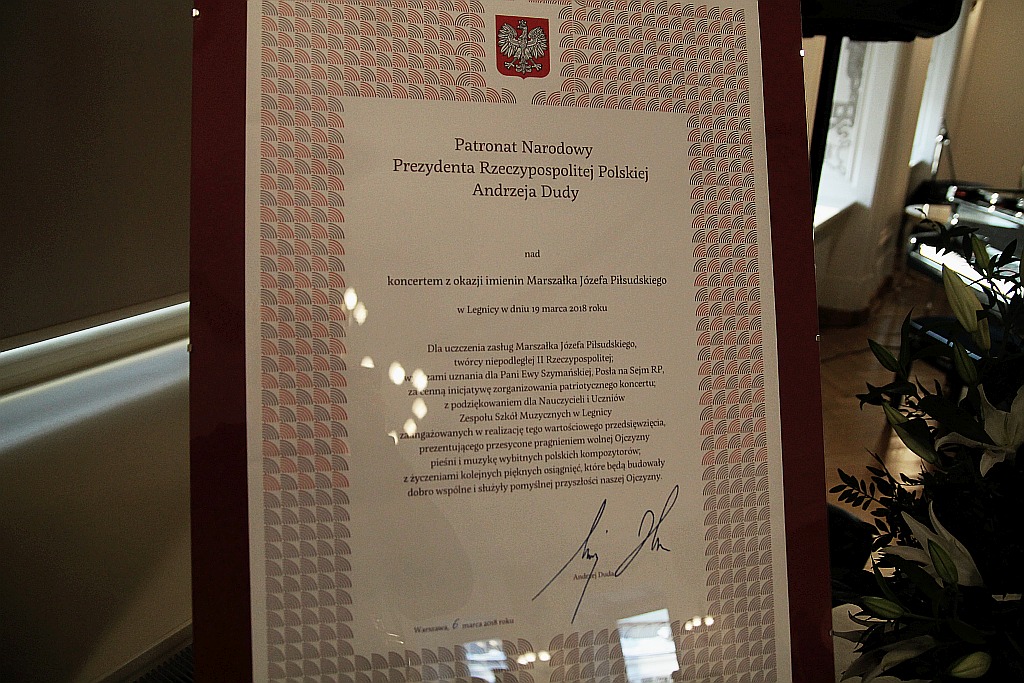 Patronat Narodowy
Prezydenta Rzeczypospolitej Polskiej
Andrzeja Dudy
nad
koncertem z okazji imienin Marszałka Józefa Piłsudskiego
w Legnicy w dniu 19 marca 2018 roku
Dla uczczenia zasług Marszałka Józefa Piłsudskiego,
twórcy niepodległej II Rzeczypospolitej;
z wyrazami uznania dla Pani Ewy Szymańskiej, Posła na Sejm RP,
za cenną inicjatywę zorganizowania patriotycznego koncertu;
z podziękowaniem dla Nauczycieli i Uczniów
Zespołu Szkół Muzycznych w Legnicy
zaangażowanych w realizację tego wartościowego przedsięwzięcia,
prezentującego przesycone pragnieniem wolnej Ojczyzny
pieśni i muzykę wybitnych polskich kompozytorów;
z życzeniami kolejnych pięknych osiągnięć, które będą budowały
dobro wspólne i służyły pomyślnej przyszłości naszej Ojczyzny.
Andrzej Duda
Warszawa, 6 marca 2018 roku